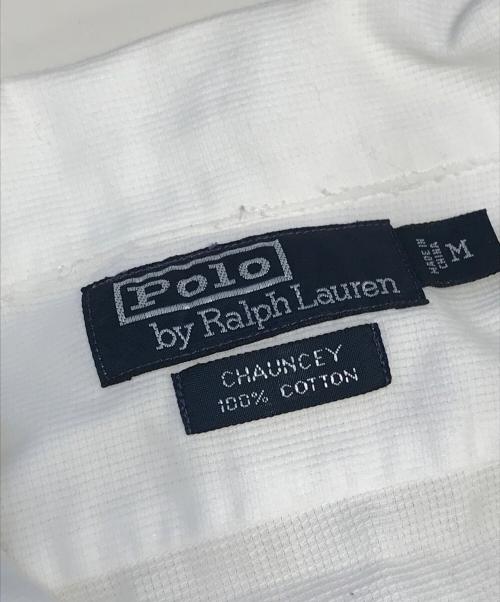 Polo
by Ralph Lauren
MADE IN
CHINA
M
CHAUNCEY
100% COTTON